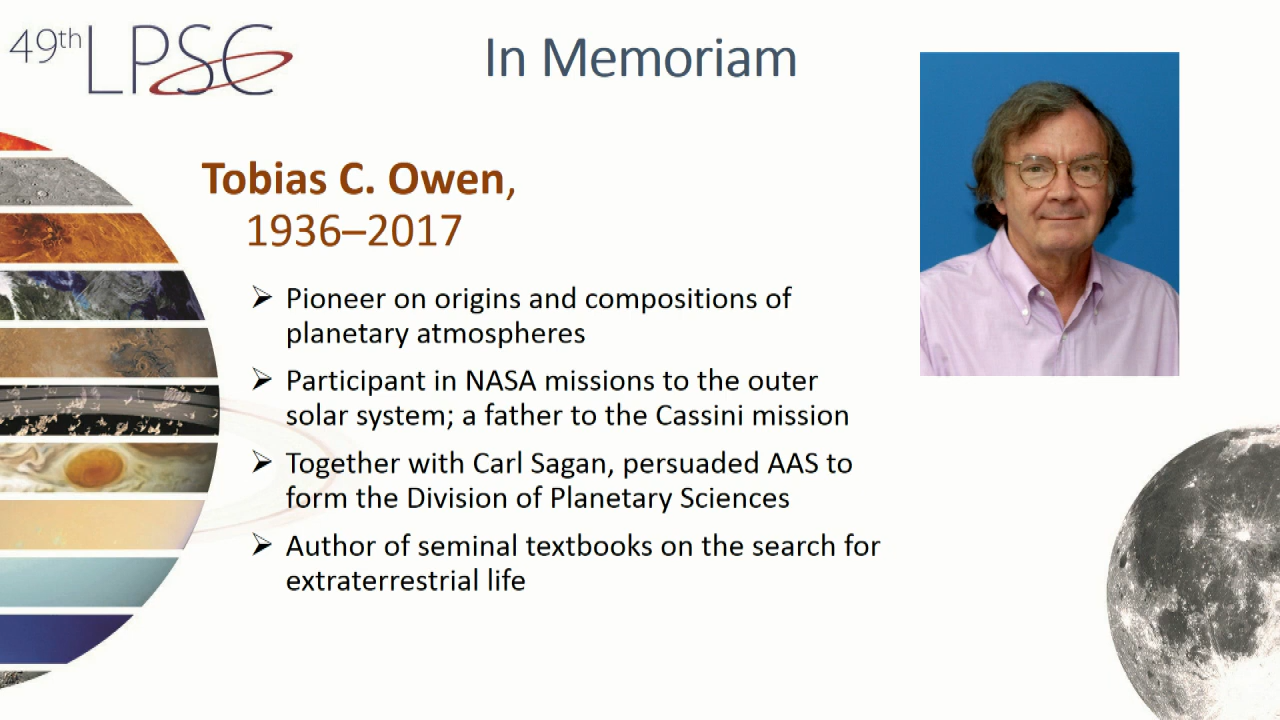 49th LPSC
In Memoriam
Tobias C. Owen,
1936–2017
➢ Pioneer on origins and compositions of
planetary atmospheres
➢ Participant in NASA missions to the outer
solar system; a father to the Cassini mission
➢ Together with Carl Sagan, persuaded AAS to
form the Division of Planetary Sciences
➢ Author of seminal textbooks on the search for
extraterrestrial life